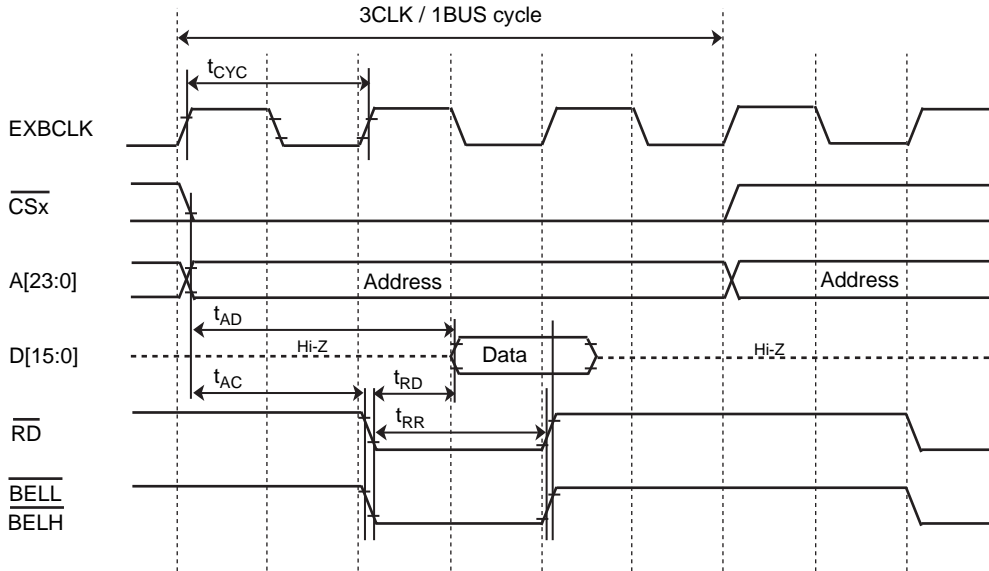 3CLK / 1BUS cycle
tCYC
EXBCLK
CSx
A[23:0]
Address
Address
tAD
D[15:0]
Hi-Z
Data
Hi-Z
tAC
tRD
RD
tRR
BELL
BELH